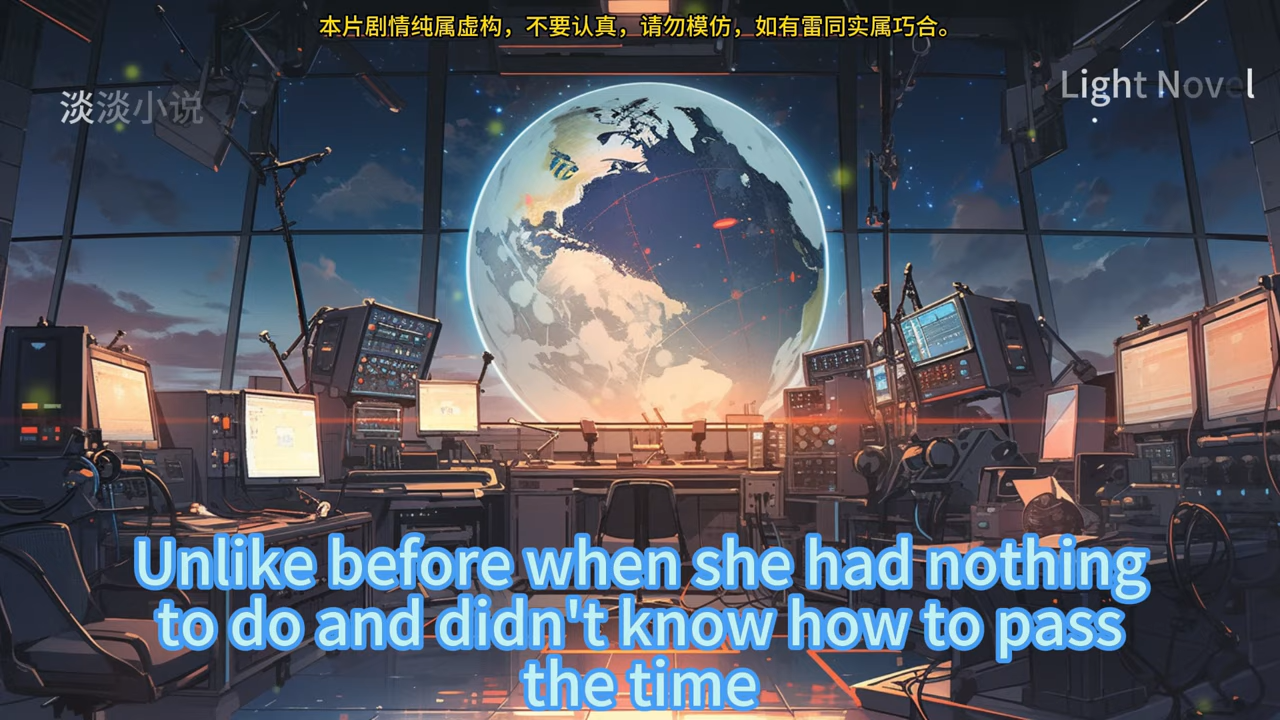 本片剧情纯属虚构，不要认真，请勿模仿，如有雷同实属巧合。
淡淡小说
Light Novel
Unlike before when she had nothing
to do and didn't know how to pass
the time